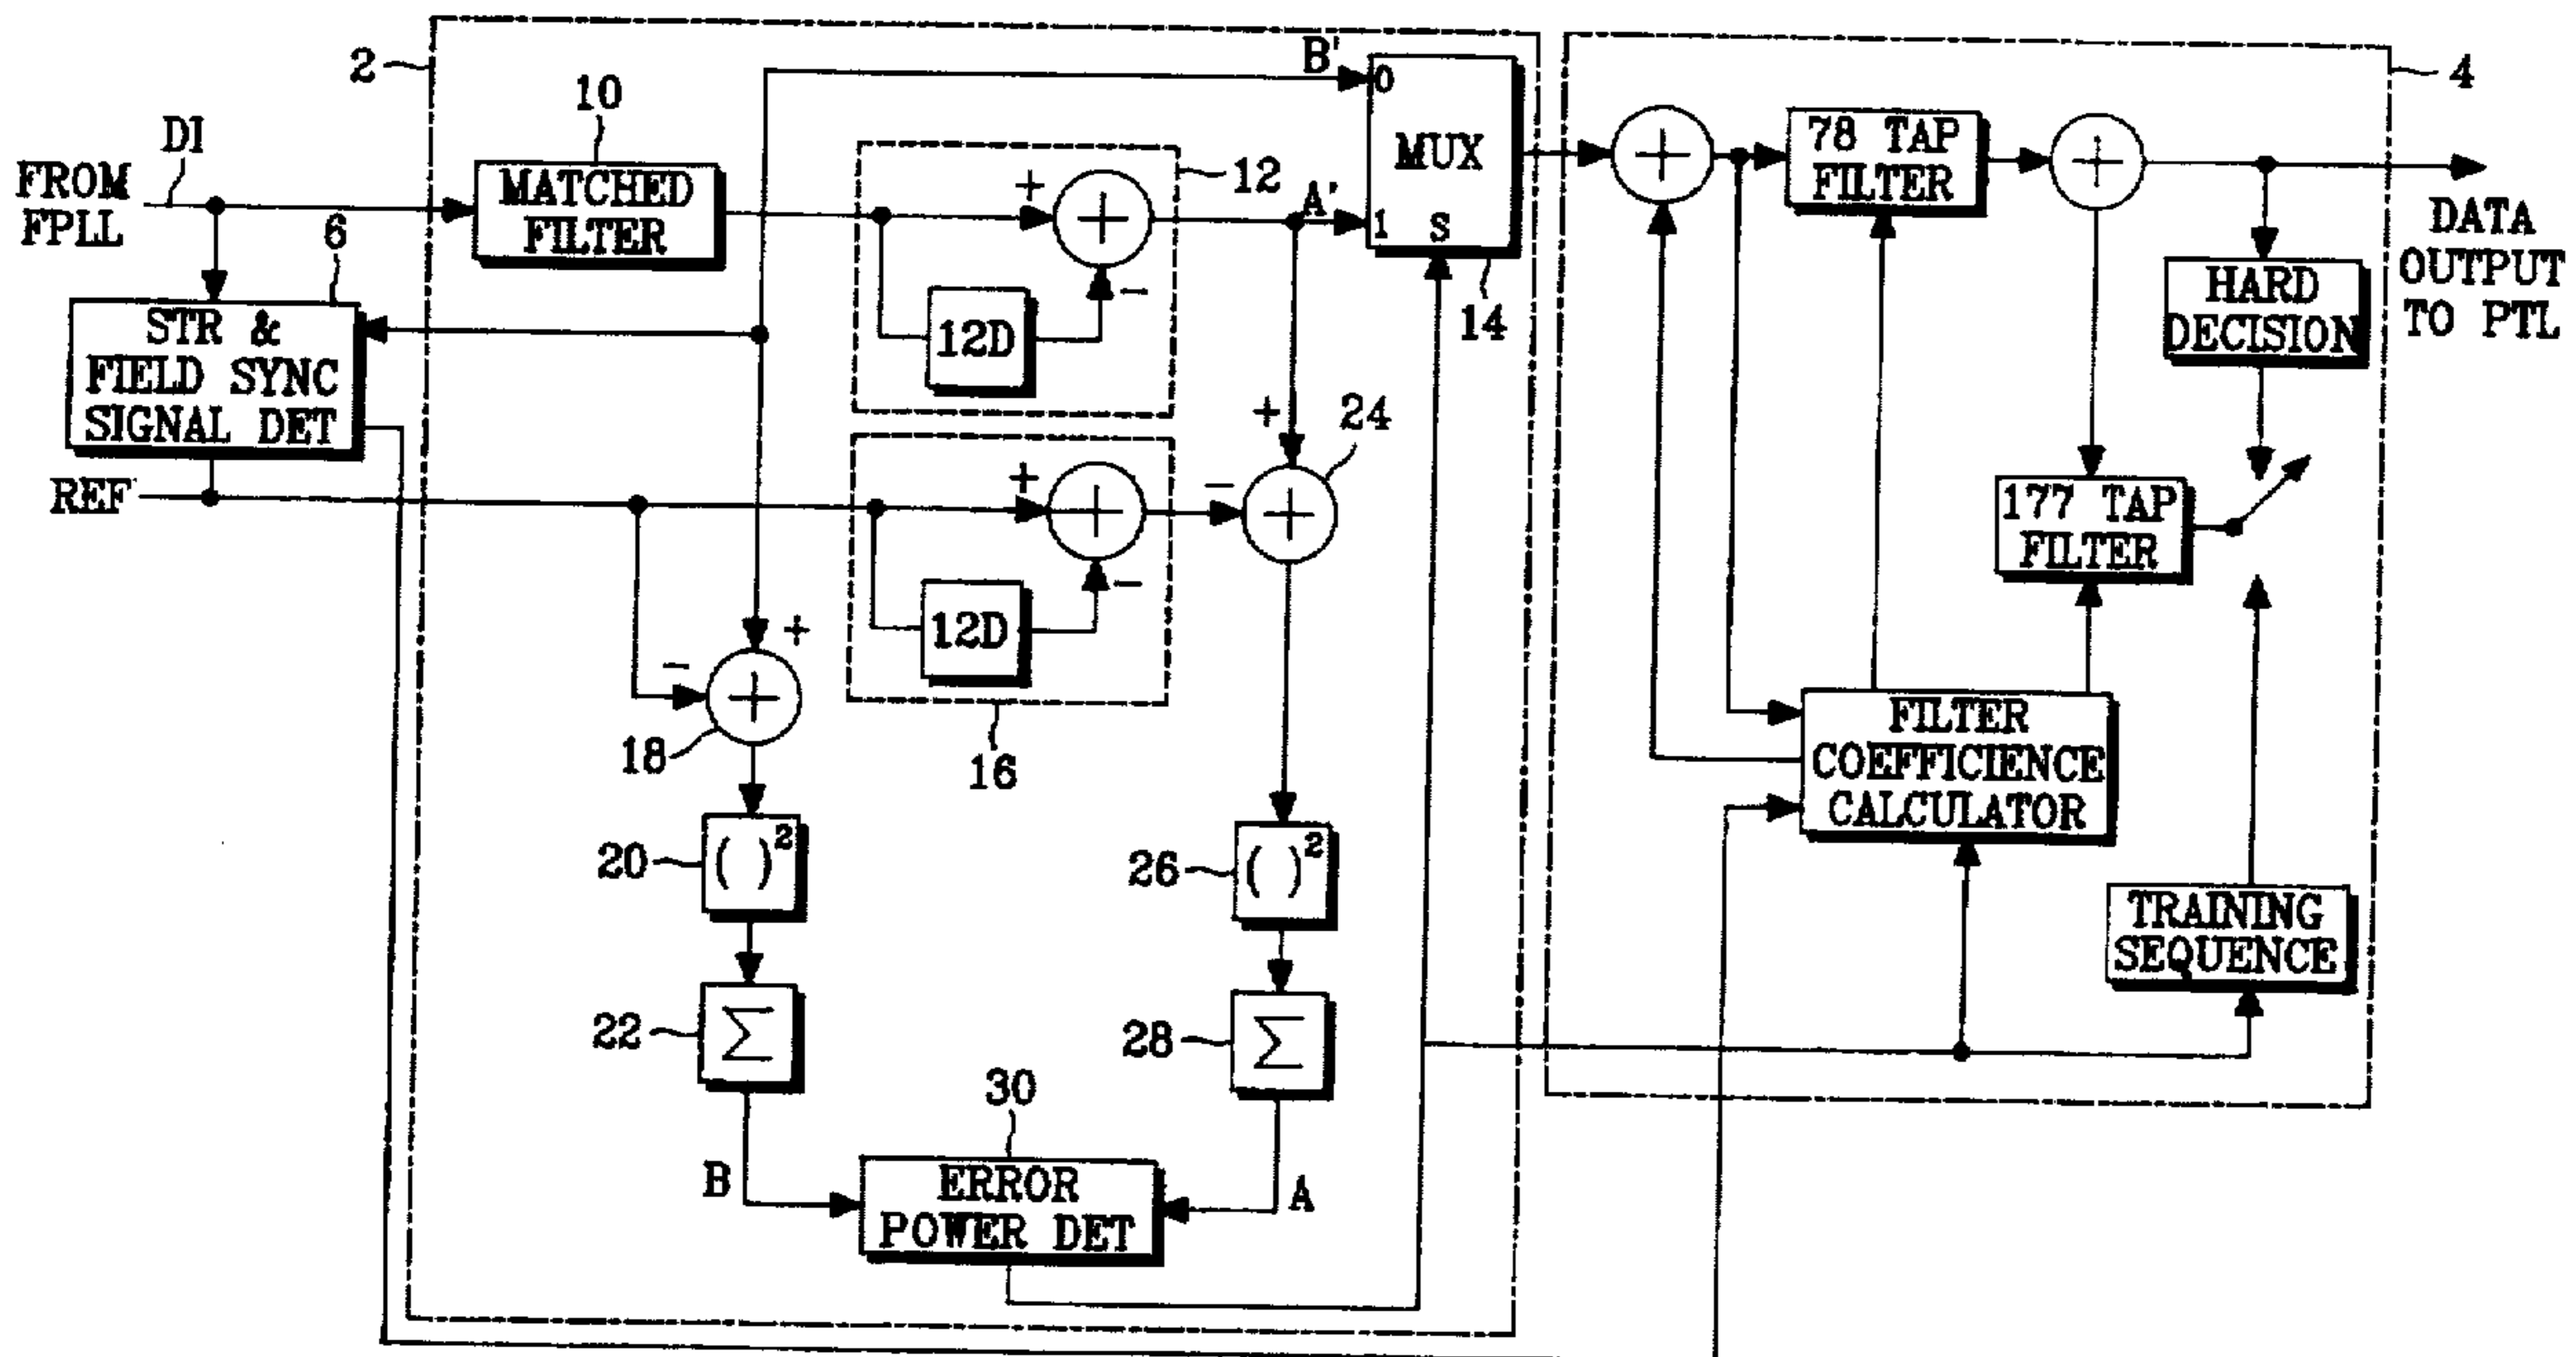 2
4
DI
FROM
FPLL
10
MATCHED
FILTER
B'
0
MUX
A'
1
S
14
+
12
-
12D
6
STR &
FIELD SYNC
SIGNAL DET
REF
+
-
12D
16
+
24
-
+
-
18
( )²
20
Σ
22
B
( )²
26
Σ
28
A
30
ERROR
POWER DET
78 TAP
FILTER
DATA
OUTPUT
TO PTL
HARD
DECISION
177 TAP
FILTER
FILTER
COEFFICIENCE
CALCULATOR
TRAINING
SEQUENCE